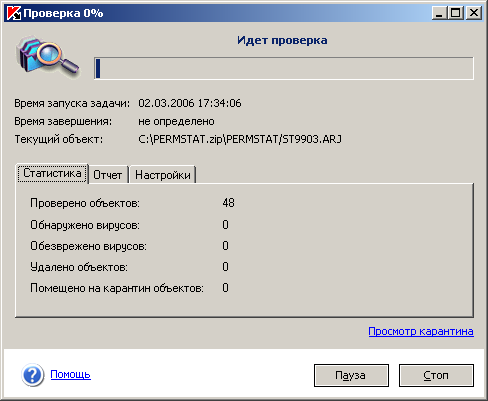 Проверка 0%
Идет проверка
Время запуска задачи: 02.03.2006 17:34:06
Время завершения: не определено
Текущий объект: C:\PERMSTAT.zip\PERMSTAT/ST9903.ARJ
Статистика Отчет Настройки
Проверено объектов: 48
Обнаружено вирусов: 0
Обезврежено вирусов: 0
Удалено объектов: 0
Помещено на карантин объектов: 0
Просмотр карантина
Помощь Пауза Стоп